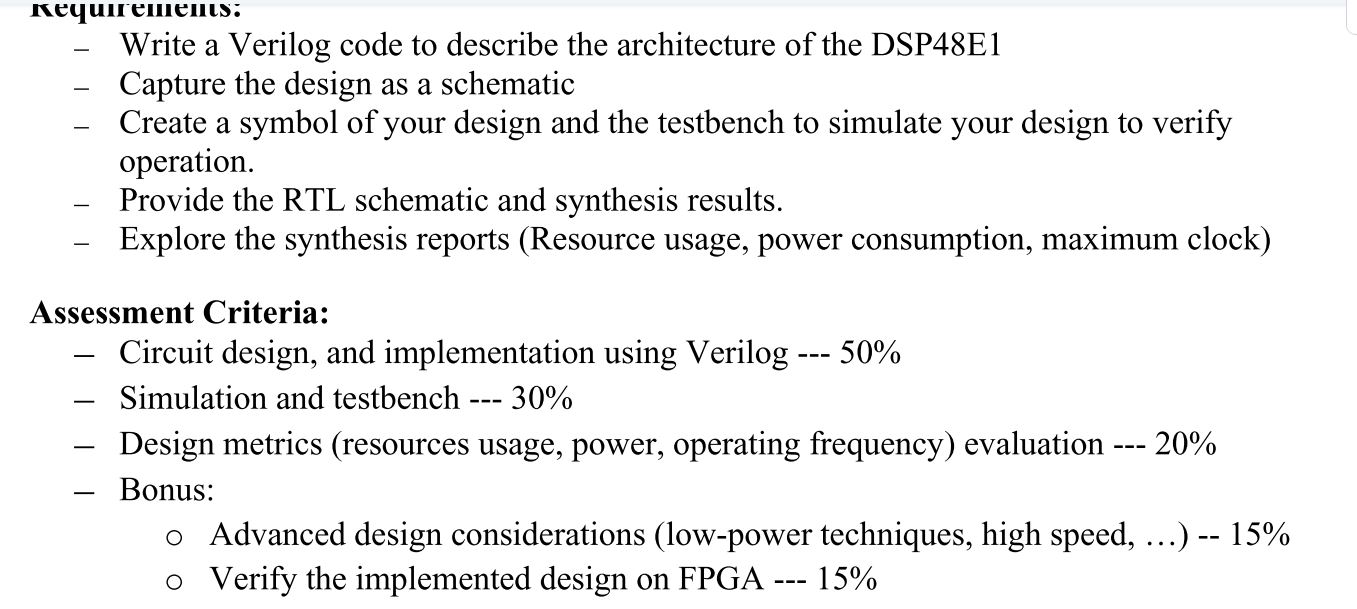 Requirements:
– Write a Verilog code to describe the architecture of the DSP48E1
– Capture the design as a schematic
– Create a symbol of your design and the testbench to simulate your design to verify
operation.
– Provide the RTL schematic and synthesis results.
– Explore the synthesis reports (Resource usage, power consumption, maximum clock)
Assessment Criteria:
– Circuit design, and implementation using Verilog --- 50%
– Simulation and testbench --- 30%
– Design metrics (resources usage, power, operating frequency) evaluation --- 20%
– Bonus:
o Advanced design considerations (low-power techniques, high speed, …) -- 15%
o Verify the implemented design on FPGA --- 15%